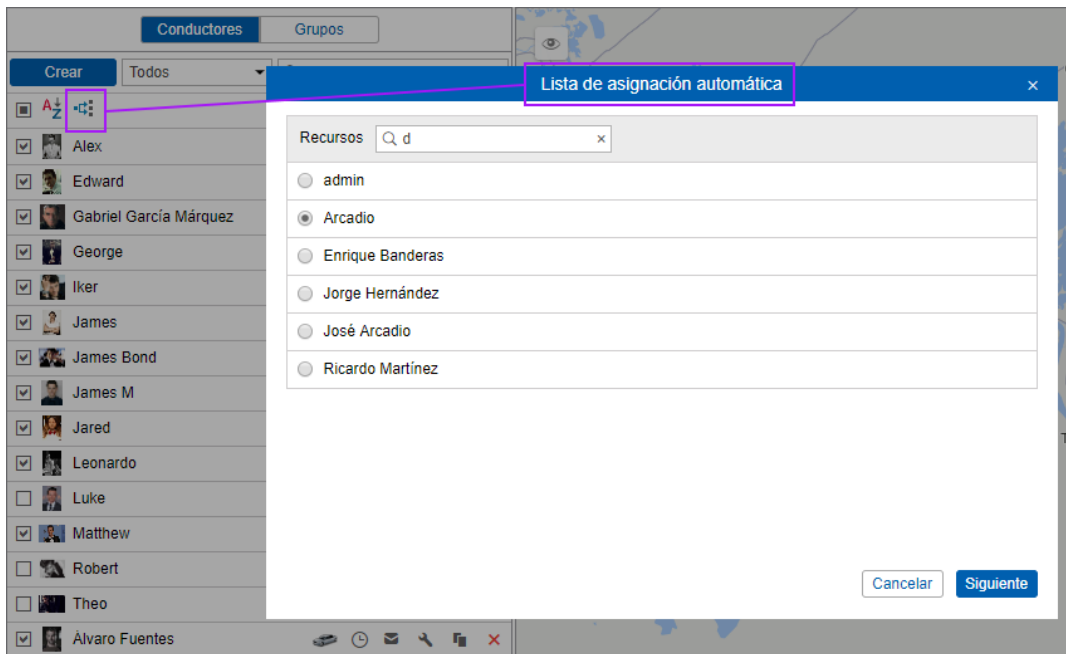 Conductores
Grupos
Crear
Todos
Lista de asignación automática
×
A
Z
Recursos
d
×
Alex
Edward
Gabriel García Márquez
George
Iker
James
James Bond
James M
Jared
Leonardo
Luke
Matthew
Robert
Theo
Álvaro Fuentes
admin
Arcadio
Enrique Banderas
Jorge Hernández
José Arcadio
Ricardo Martínez
Cancelar
Siguiente